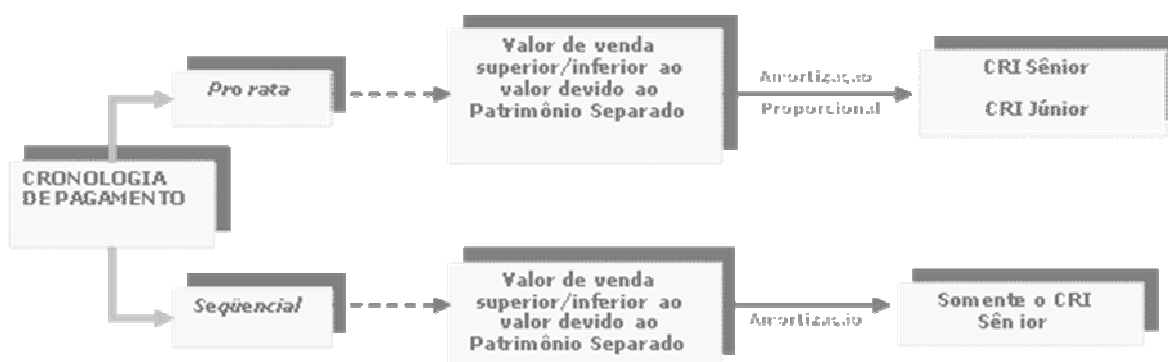 Pro rata
Valor de venda
superior/inferior ao
valor devido ao
Patrimônio Separado
Amortização
Proporcional
CRI Sênior
CRI Júnior
CRONOLOGIA
DE PAGAMENTO
Seqüencial
Valor de venda
superior/inferior ao
valor devido ao
Patrimônio Separado
Amortização
Somente o CRI
Sênior